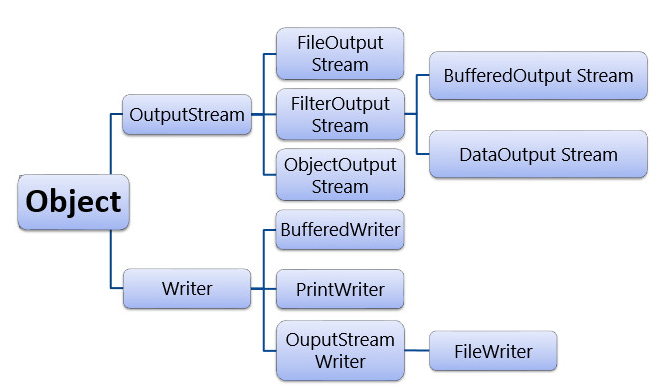 FileOutput
Stream
BufferedOutput Stream
OutputStream
FilterOutput
Stream
DataOutput Stream
ObjectOutput
Stream
Object
BufferedWriter
Writer
PrintWriter
OuputStream
Writer
FileWriter